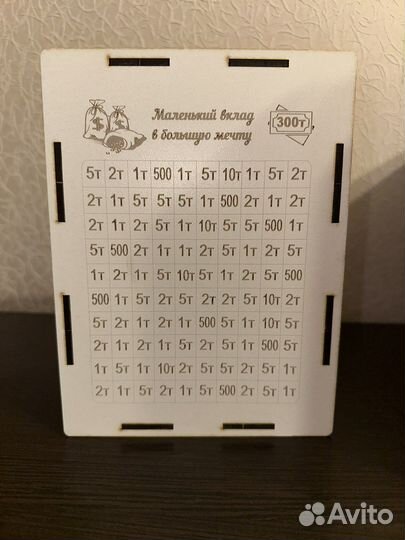 Маленький вклад
в большую мечту
300т
5т 2т 1т 500 1т 5т 10т 1т 5т 2т
2т 1т 5т 5т 5т 1т 500 2т 1т 2т
2т 1т 2т 5т 1т 10т 5т 5т 500 1т
5т 500 2т 1т 1т 2т 5т 1т 5т 2т
1т 2т 1т 5т 10т 5т 1т 2т 5т 500
500 1т 5т 2т 5т 2т 2т 5т 10т 2т
5т 2т 1т 2т 1т 500 5т 1т 5т 1т
2т 1т 2т 5т 1т 2т 5т 1т 500 5т
1т 5т 1т 10т 2т 5т 5т 1т 5т 2т
2т 1т 5т 2т 1т 5т 500 2т 5т 1т
Avito